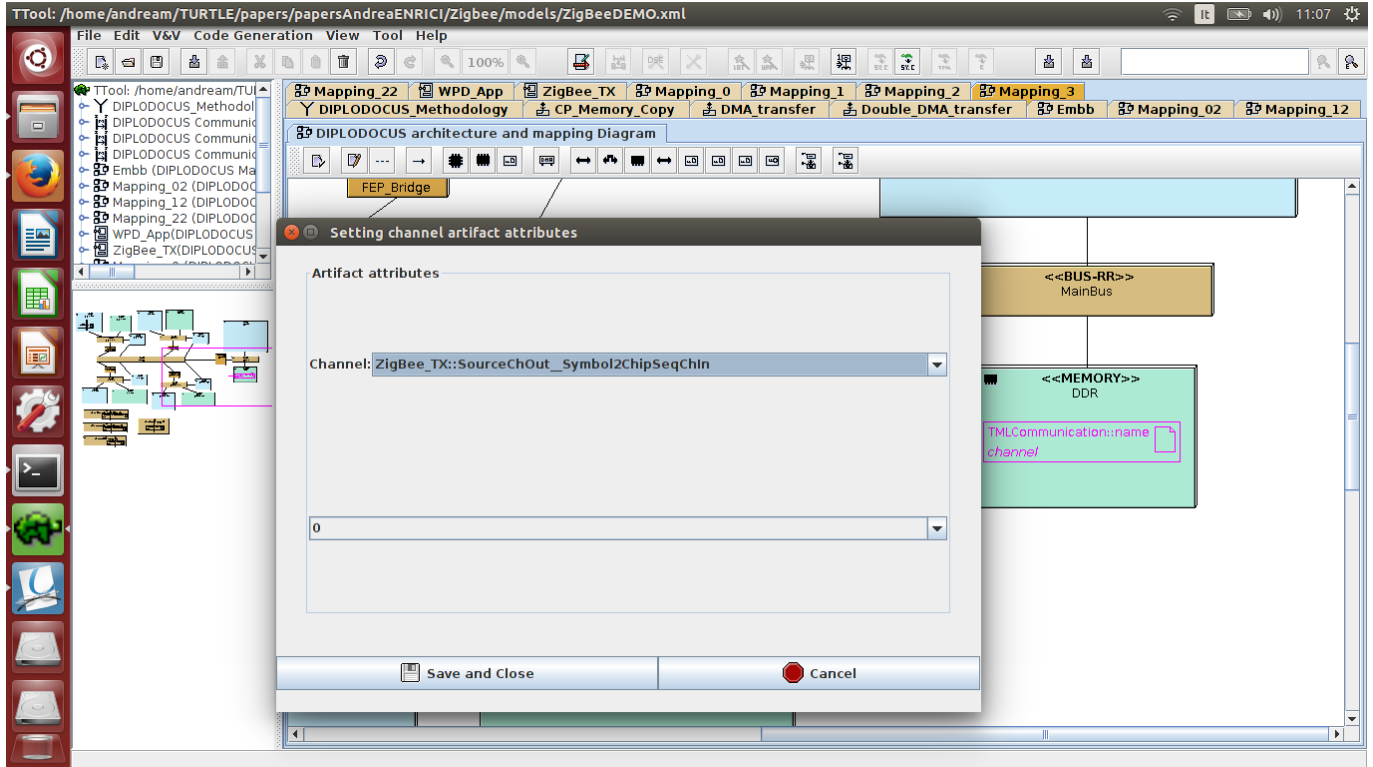 TTool: /home/andream/TURTLE/papers/papersAndreaENRICI/Zigbee/models/ZigBeeDEMO.xml
It
11:07
File Edit V&V Code Generation View Tool Help
100%
TTool: /home/andream/TUI
DIPLODOCUS_Methodol
DIPLODOCUS Communic
DIPLODOCUS Communic
DIPLODOCUS Communic
Embb (DIPLODOCUS Ma
Mapping_02 (DIPLODOC
Mapping_12 (DIPLODOC
Mapping_22 (DIPLODOC
WPD_App(DIPLODOCUS
ZigBee_TX(DIPLODOCUS
Mapping_22 WPD_App ZigBee_TX Mapping_0 Mapping_1 Mapping_2 Mapping_3
DIPLODOCUS_Methodology CP_Memory_Copy DMA_transfer Double_DMA_transfer Embb Mapping_02 Mapping_12
DIPLODOCUS architecture and mapping Diagram
FEP_Bridge
Setting channel artifact attributes
Artifact attributes
Channel: ZigBee_TX::SourceChOut__Symbol2ChipSeqChIn
0
Save and Close Cancel
<<BUS-RR>>
MainBus
<<MEMORY>>
DDR
TMLCommunication::name
channel